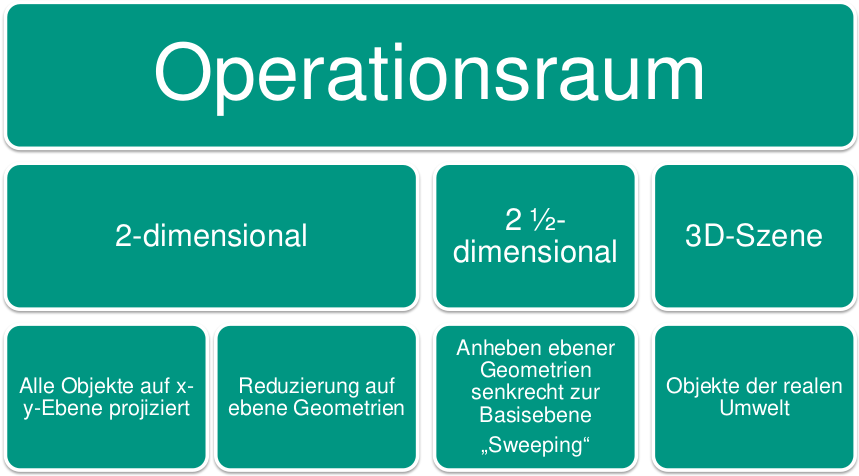 Operationsraum
2-dimensional
2 ½-
dimensional
3D-Szene
Alle Objekte auf x-
y-Ebene projiziert
Reduzierung auf
ebene Geometrien
Anheben ebener
Geometrien
senkrecht zur
Basisebene
„Sweeping“
Objekte der realen
Umwelt